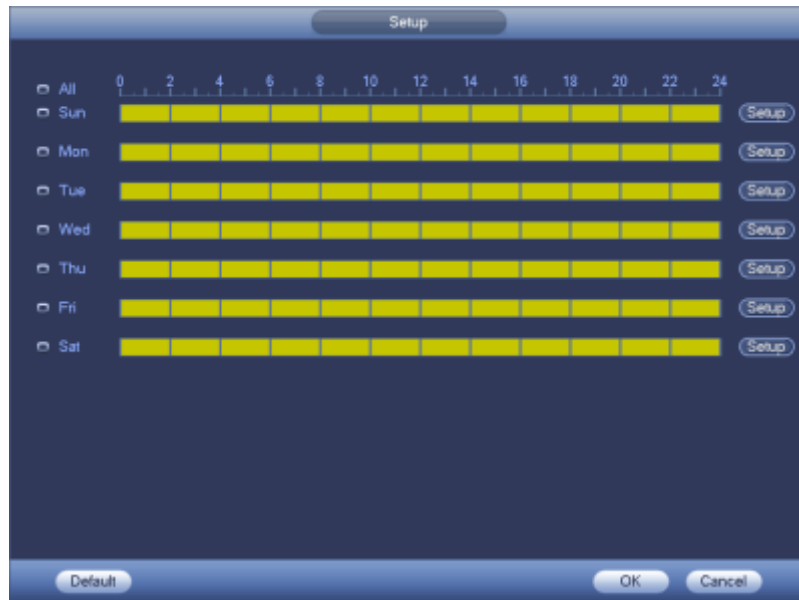 Setup
All 0 2 4 6 8 10 12 14 16 18 20 22 24
Sun Setup
Mon Setup
Tue Setup
Wed Setup
Thu Setup
Fri Setup
Sat Setup
Default OK Cancel